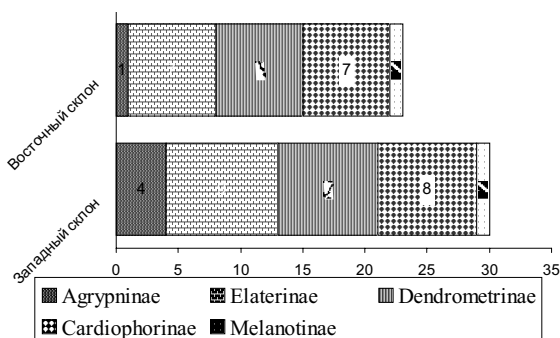 Восточный склон
1 7
Западный склон
4 8
0 5 10 15 20 25 30 35
Agrypninae Elaterinae Dendrometrinae
Cardiophorinae Melanotinae